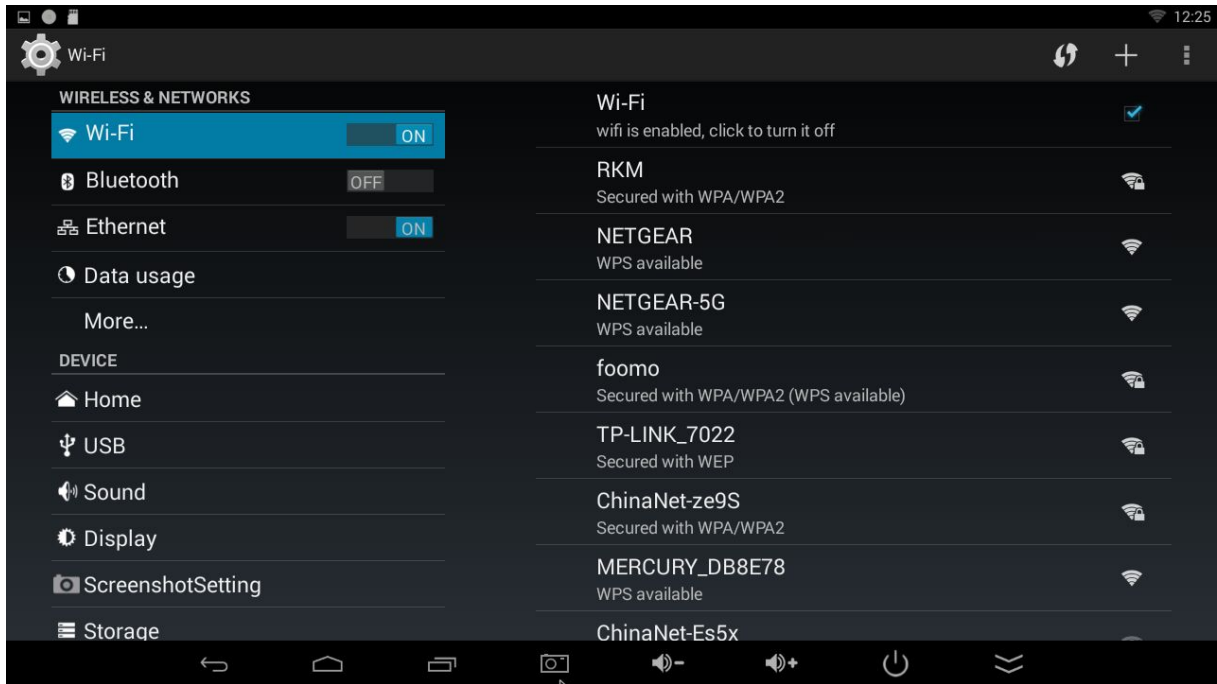 12:25
Wi-Fi
WIRELESS & NETWORKS
Wi-Fi ON
Bluetooth OFF
Ethernet ON
Data usage
More...
DEVICE
Home
USB
Sound
Display
ScreenshotSetting
Storage
Wi-Fi
wifi is enabled, click to turn it off
RKM
Secured with WPA/WPA2
NETGEAR
WPS available
NETGEAR-5G
WPS available
foomo
Secured with WPA/WPA2 (WPS available)
TP-LINK_7022
Secured with WEP
ChinaNet-ze9S
Secured with WPA/WPA2
MERCURY_DB8E78
WPS available
ChinaNet-Es5x